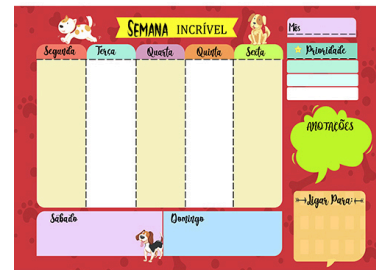 SEMANA INCRÍVEL
Mês
Segunda Terça Quarta Quinta Sexta
Prioridade
ANOTAÇÕES
Ligar Para:
Sábado Domingo